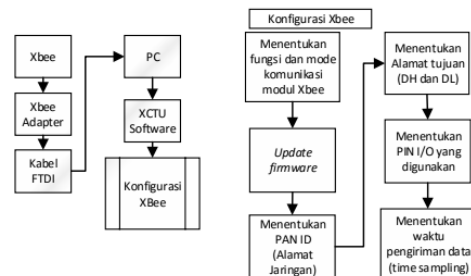 Xbee
Xbee
Adapter
Kabel
FTDI
PC
XCTU
Software
Konfigurasi
XBee
Konfigurasi Xbee
Menentukan
fungsi dan mode
komunikasi
modul Xbee
Update
firmware
Menentukan
PAN ID
(Alamat
Jaringan)
Menentukan
Alamat tujuan
(DH dan DL)
Menentukan
PIN I/O yang
digunakan
Menentukan
waktu
pengiriman data
(time sampling)